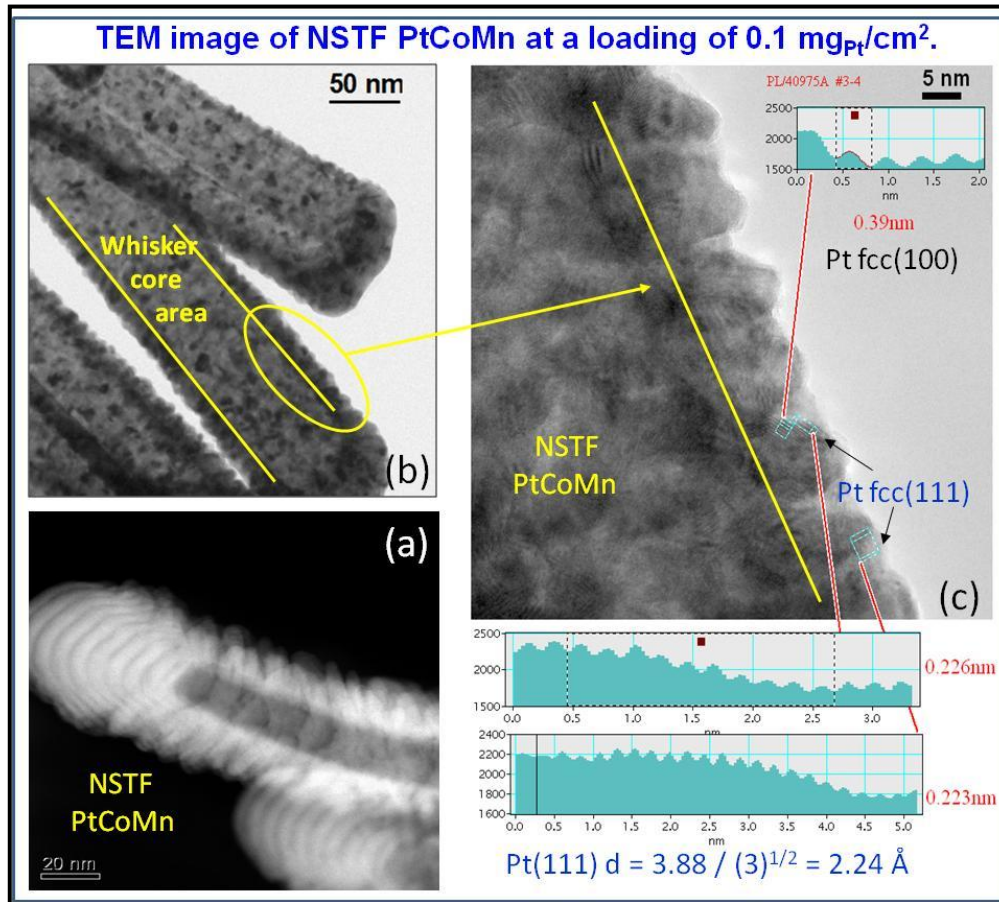 TEM image of NSTF PtCoMn at a loading of 0.1 mgPt/cm².
50 nm
Whisker
core
area
(b)
PL/40975A #3-4
5 nm
2500
2000
1500
0.0 0.5 1.0 1.5 2.0
nm
0.39nm
Pt fcc(100)
NSTF
PtCoMn
Pt fcc(111)
(c)
(a)
NSTF
PtCoMn
20 nm
2500
2000
1500
0.0 0.5 1.0 1.5 2.0 2.5 3.0
nm
0.226nm
2400
2200
2000
1800
1600
0.0 0.5 1.0 1.5 2.0 2.5 3.0 3.5 4.0 4.5 5.0
nm
0.223nm
Pt(111) d = 3.88 / (3)1/2 = 2.24 Å